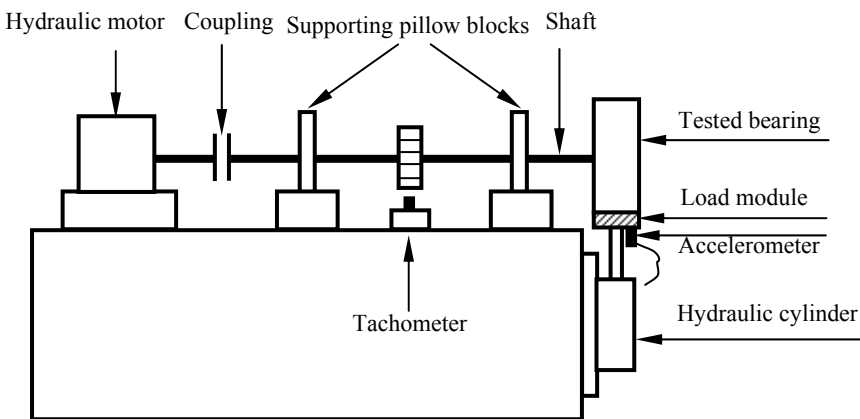 Hydraulic motor
Coupling
Supporting pillow blocks
Shaft
Tested bearing
Load module
Accelerometer
Tachometer
Hydraulic cylinder